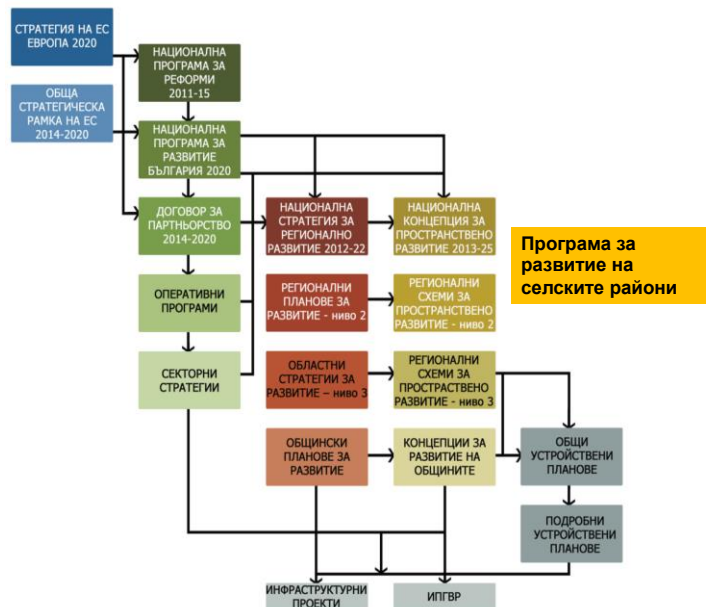 СТРАТЕГИЯ НА ЕС
ЕВРОПА 2020
НАЦИОНАЛНА
ПРОГРАМА ЗА
РЕФОРМИ
2011-15
ОБЩА
СТРАТЕГИЧЕСКА
РАМКА НА ЕС
2014-2020
НАЦИОНАЛНА
ПРОГРАМА ЗА
РАЗВИТИЕ
БЪЛГАРИЯ 2020
ДОГОВОР ЗА
ПАРТНЬОРСТВО
2014-2020
НАЦИОНАЛНА
СТРАТЕГИЯ ЗА
РЕГИОНАЛНО
РАЗВИТИЕ 2012-22
НАЦИОНАЛНА
КОНЦЕПЦИЯ ЗА
ПРОСТРАНСТВЕНО
РАЗВИТИЕ 2013-25
Програма за
развитие на
селските райони
ОПЕРАТИВНИ
ПРОГРАМИ
РЕГИОНАЛНИ
ПЛАНОВЕ ЗА
РАЗВИТИЕ - ниво 2
РЕГИОНАЛНИ
СХЕМИ ЗА
ПРОСТРАНСТВЕНО
РАЗВИТИЕ - ниво 2
СЕКТОРНИ
СТРАТЕГИИ
ОБЛАСТНИ
СТРАТЕГИИ ЗА
РАЗВИТИЕ – ниво 3
РЕГИОНАЛНИ
СХЕМИ ЗА
ПРОСТРАСТВЕНО
РАЗВИТИЕ - ниво 3
ОБЩИНСКИ
ПЛАНОВЕ ЗА
РАЗВИТИЕ
КОНЦЕПЦИИ ЗА
РАЗВИТИЕ НА
ОБЩИНИТЕ
ОБЩИ
УСТРОЙСТВЕНИ
ПЛАНОВЕ
ПОДРОБНИ
УСТРОЙСТВЕНИ
ПЛАНОВЕ
ИНФРАСТРУКТУРНИ
ПРОЕКТИ
ИПГВР